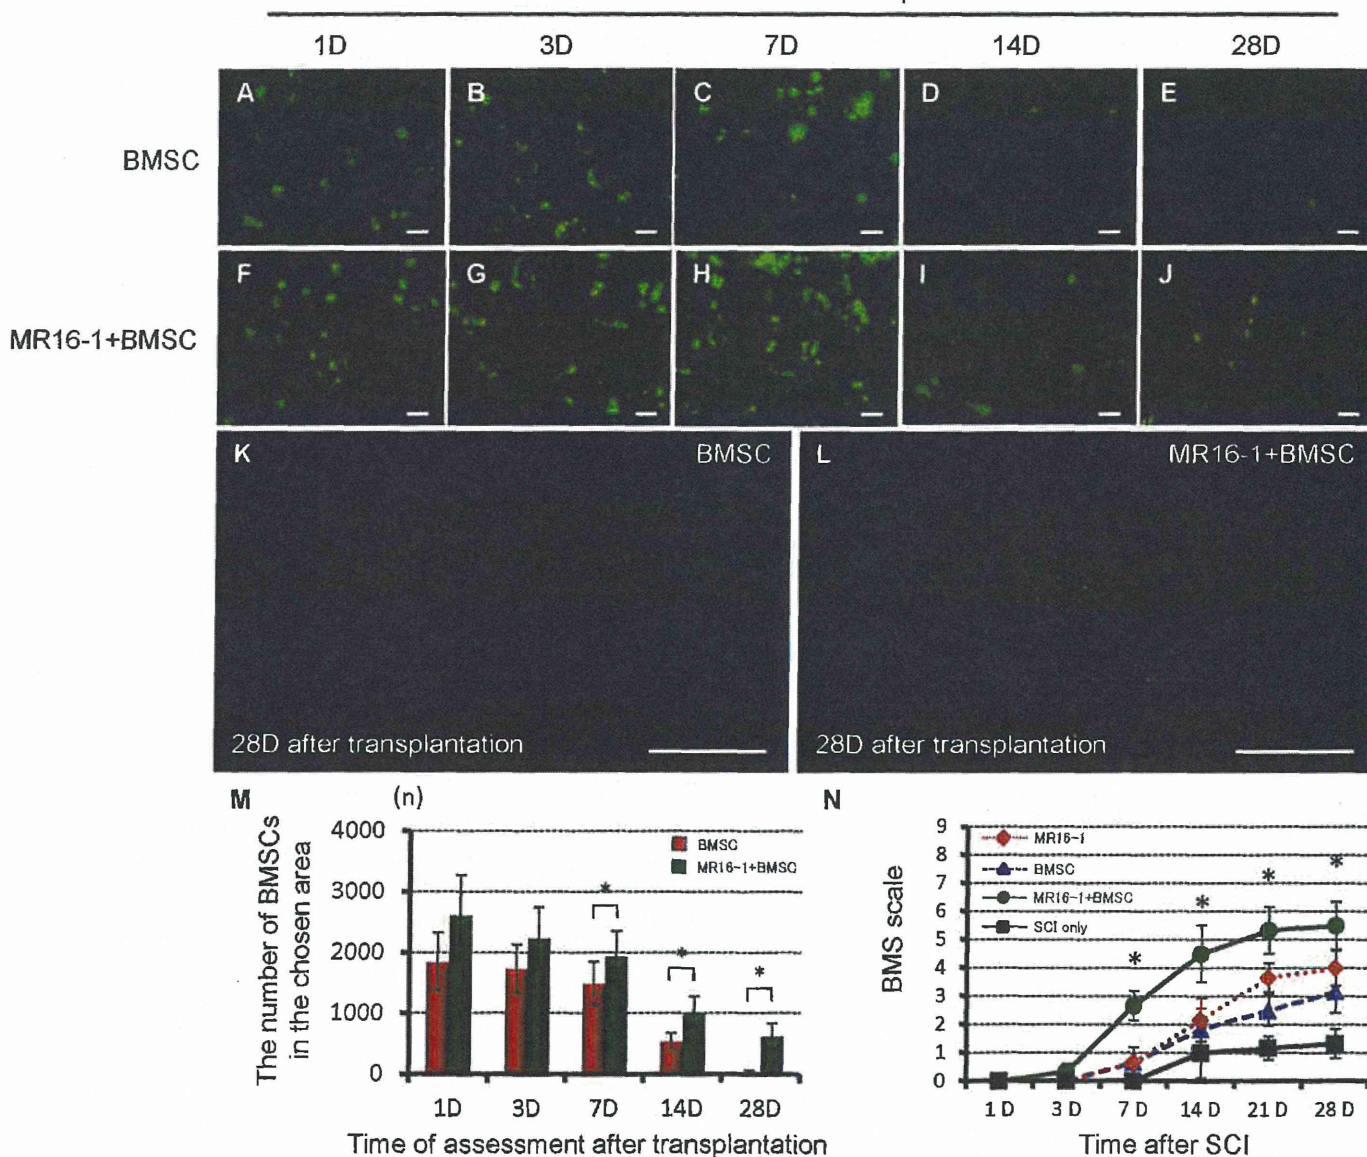 1D 3D 7D 14D 28D
A B C D E
BMSC
F G H I J
MR16-1+BMSC
K BMSC L MR16-1+BMSC
28D after transplantation 28D after transplantation
M (n) N
The number of BMSCs
in the chosen area
4000
3000
2000
1000
0
BMSC
MR16-1+BMSC
* * *
1D 3D 7D 14D 28D
Time of assessment after transplantation
BMS scale
9
8
7
6
5
4
3
2
1
0
MR16-1
BMSC
MR16-1+BMSC
SCI only
* * * *
1 D 3 D 7 D 14 D 21 D 28 D
Time after SCI